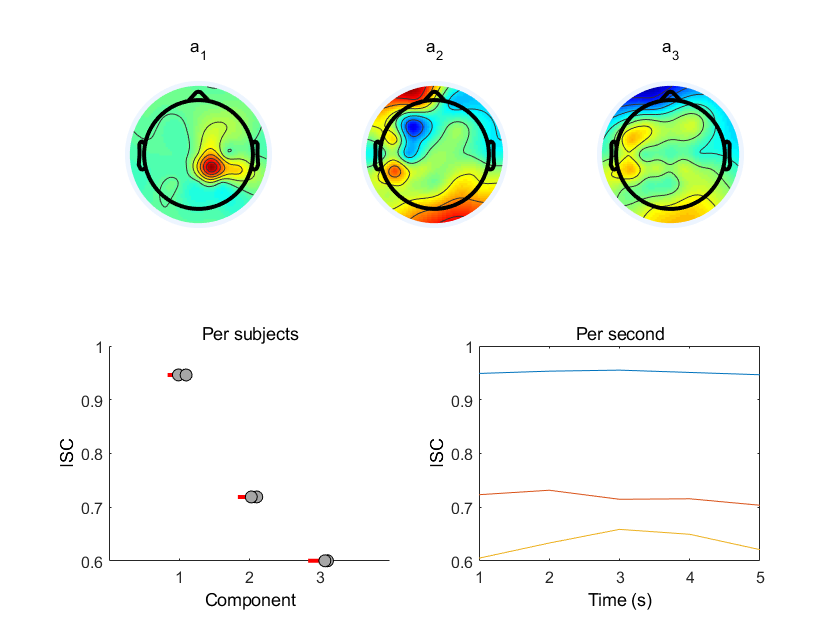 a1 a2 a3
Per subjects
ISC
1
0.9
0.8
0.7
0.6
1 2 3
Component
Per second
ISC
1
0.9
0.8
0.7
0.6
1 2 3 4 5
Time (s)